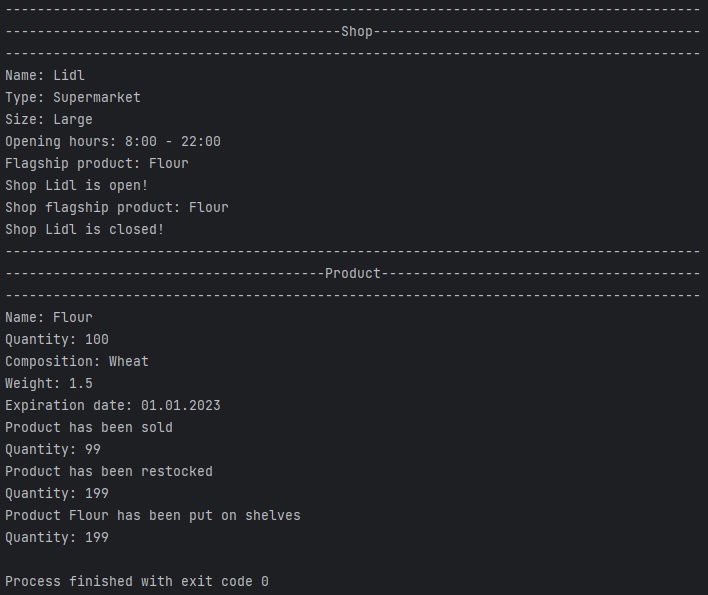 ---------------------------------------------------------------------------------------
------------------------------------------Shop-----------------------------------------
---------------------------------------------------------------------------------------
Name: Lidl
Type: Supermarket
Size: Large
Opening hours: 8:00 - 22:00
Flagship product: Flour
Shop Lidl is open!
Shop flagship product: Flour
Shop Lidl is closed!
---------------------------------------------------------------------------------------
----------------------------------------Product----------------------------------------
---------------------------------------------------------------------------------------
Name: Flour
Quantity: 100
Composition: Wheat
Weight: 1.5
Expiration date: 01.01.2023
Product has been sold
Quantity: 99
Product has been restocked
Quantity: 199
Product Flour has been put on shelves
Quantity: 199
Process finished with exit code 0